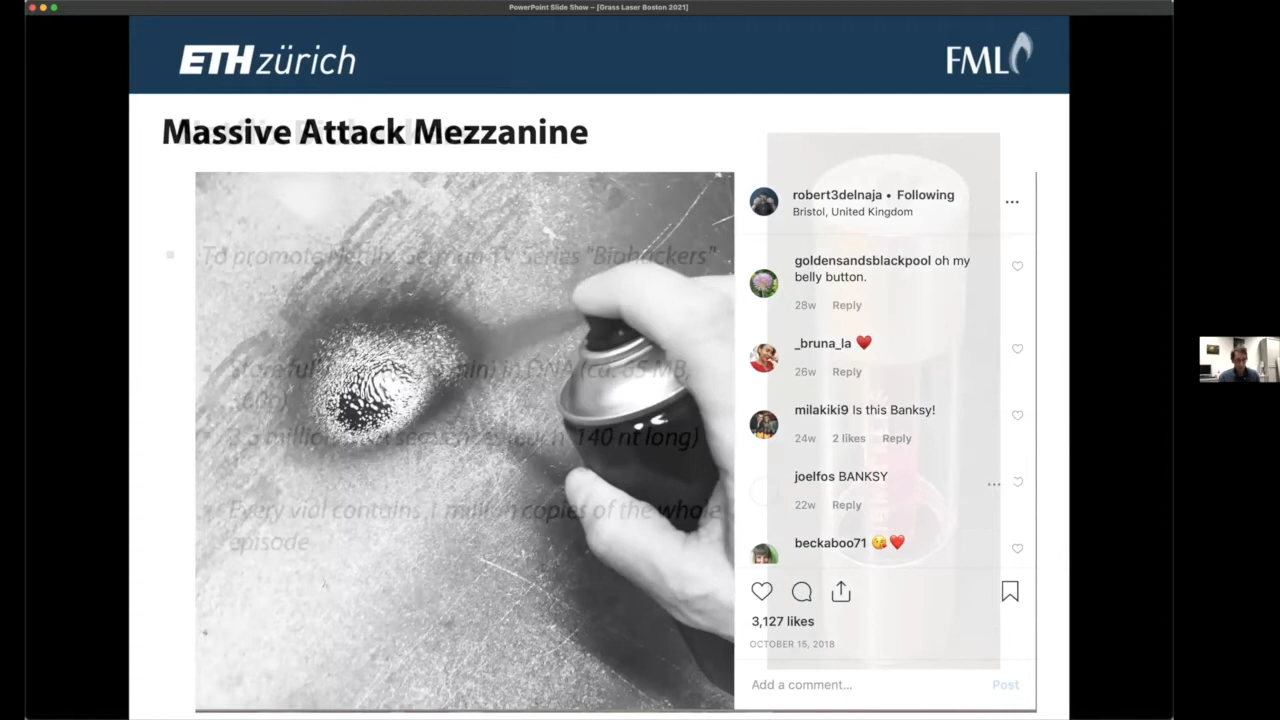 PowerPoint Slide Show – [Grass Laser Boston 2021]
ETH zürich
FML
Massive Attack Mezzanine
To promote Netflix German TV Series "Biohackers"
in DNA (ca. 65 MB,
million
140 nt long)
Every vial contains 1 million copies of the whole
episode
robert3delnaja • Following
Bristol, United Kingdom
goldensandsblackpool oh my
belly button.
28w Reply
_bruna_la ❤️
26w Reply
milakiki9 Is this Banksy!
24w 2 likes Reply
joelfos BANKSY
22w Reply
beckaboo71 😘❤️
3,127 likes
OCTOBER 15, 2018
Add a comment...
Post